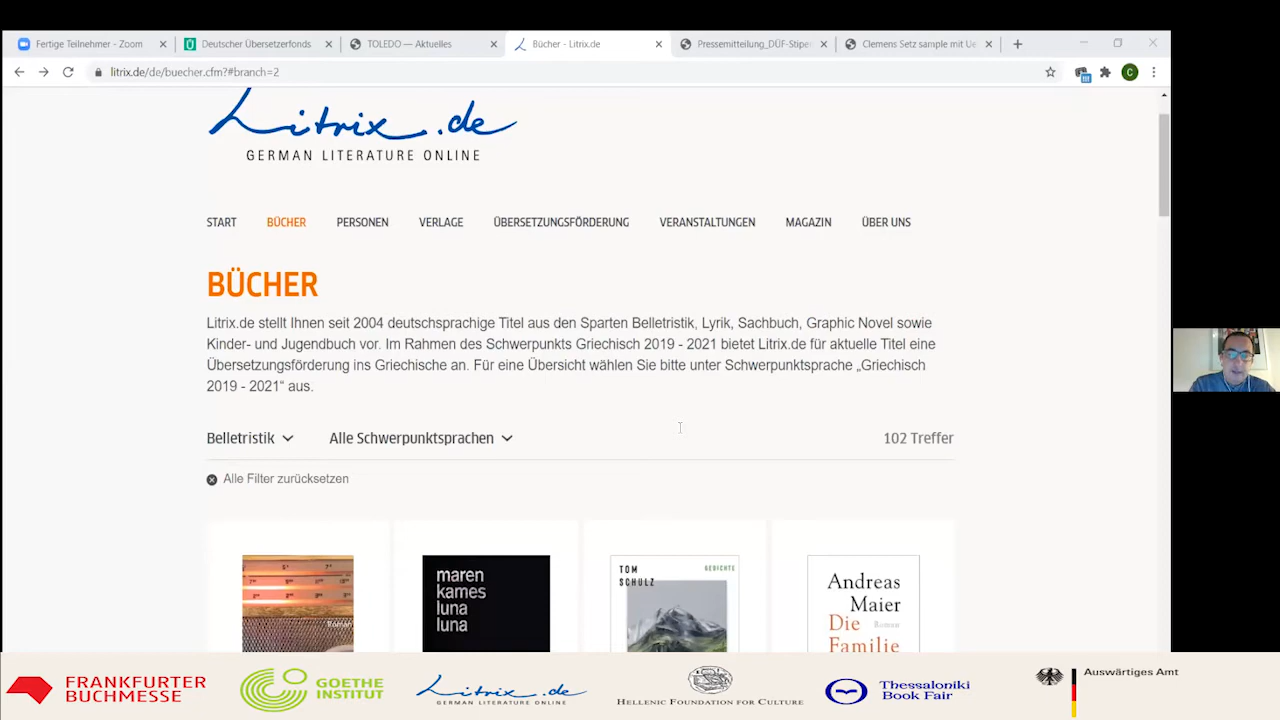 Fertige Teilnehmer - Zoom
Deutscher Übersetzerfonds
TOLEDO — Aktuelles
Bücher - Litrix.de
Pressemitteilung_DÜF-Stiper
Clemens Setz sample mit Ue
litrix.de/de/buecher.cfm?#branch=2
C
Litrix.de
GERMAN LITERATURE ONLINE
START
BÜCHER
PERSONEN
VERLAGE
ÜBERSETZUNGSFÖRDERUNG
VERANSTALTUNGEN
MAGAZIN
ÜBER UNS
BÜCHER
Litrix.de stellt Ihnen seit 2004 deutschsprachige Titel aus den Sparten Belletristik, Lyrik, Sachbuch, Graphic Novel sowie
Kinder- und Jugendbuch vor. Im Rahmen des Schwerpunkts Griechisch 2019 - 2021 bietet Litrix.de für aktuelle Titel eine
Übersetzungsförderung ins Griechische an. Für eine Übersicht wählen Sie bitte unter Schwerpunktsprache „Griechisch
2019 - 2021“ aus.
Belletristik
Alle Schwerpunktsprachen
102 Treffer
Alle Filter zurücksetzen
Roman
maren
kames
luna
luna
TOM
SCHULZ
GEDICHTE
Andreas
Maier
Die
Roman
Familie
FRANKFURTER
BUCHMESSE
GOETHE
INSTITUT
Litrix.de
GERMAN LITERATURE ONLINE
HELLENIC FOUNDATION FOR CULTURE
Thessaloniki
Book Fair
Auswärtiges Amt